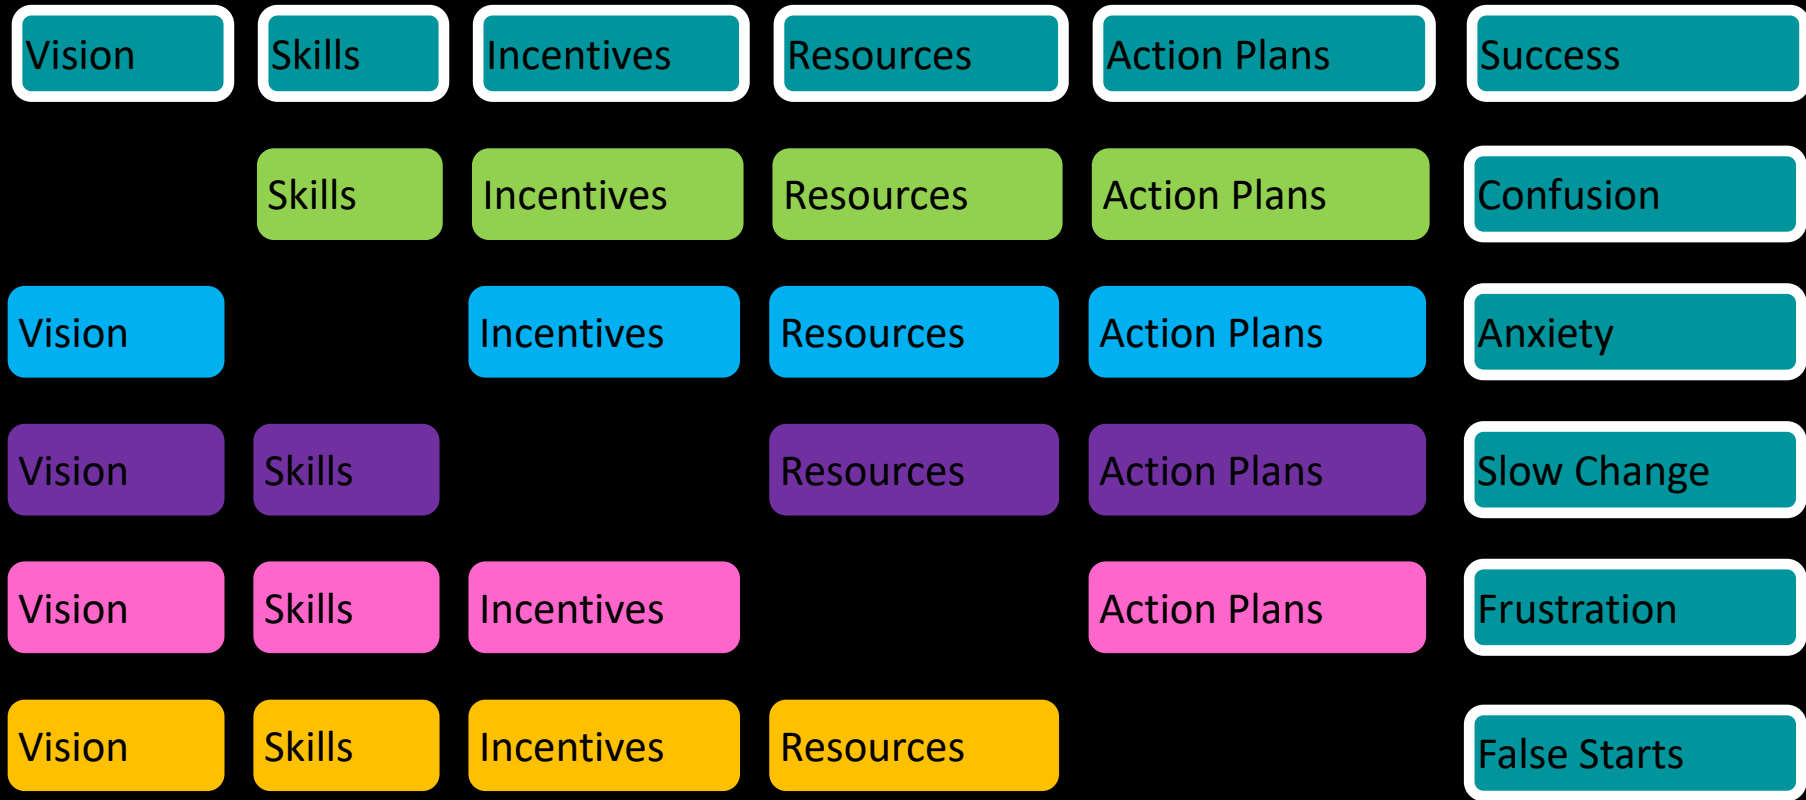 Vision Skills Incentives Resources Action Plans Success
Skills Incentives Resources Action Plans Confusion
Vision Incentives Resources Action Plans Anxiety
Vision Skills Resources Action Plans Slow Change
Vision Skills Incentives Action Plans Frustration
Vision Skills Incentives Resources False Starts